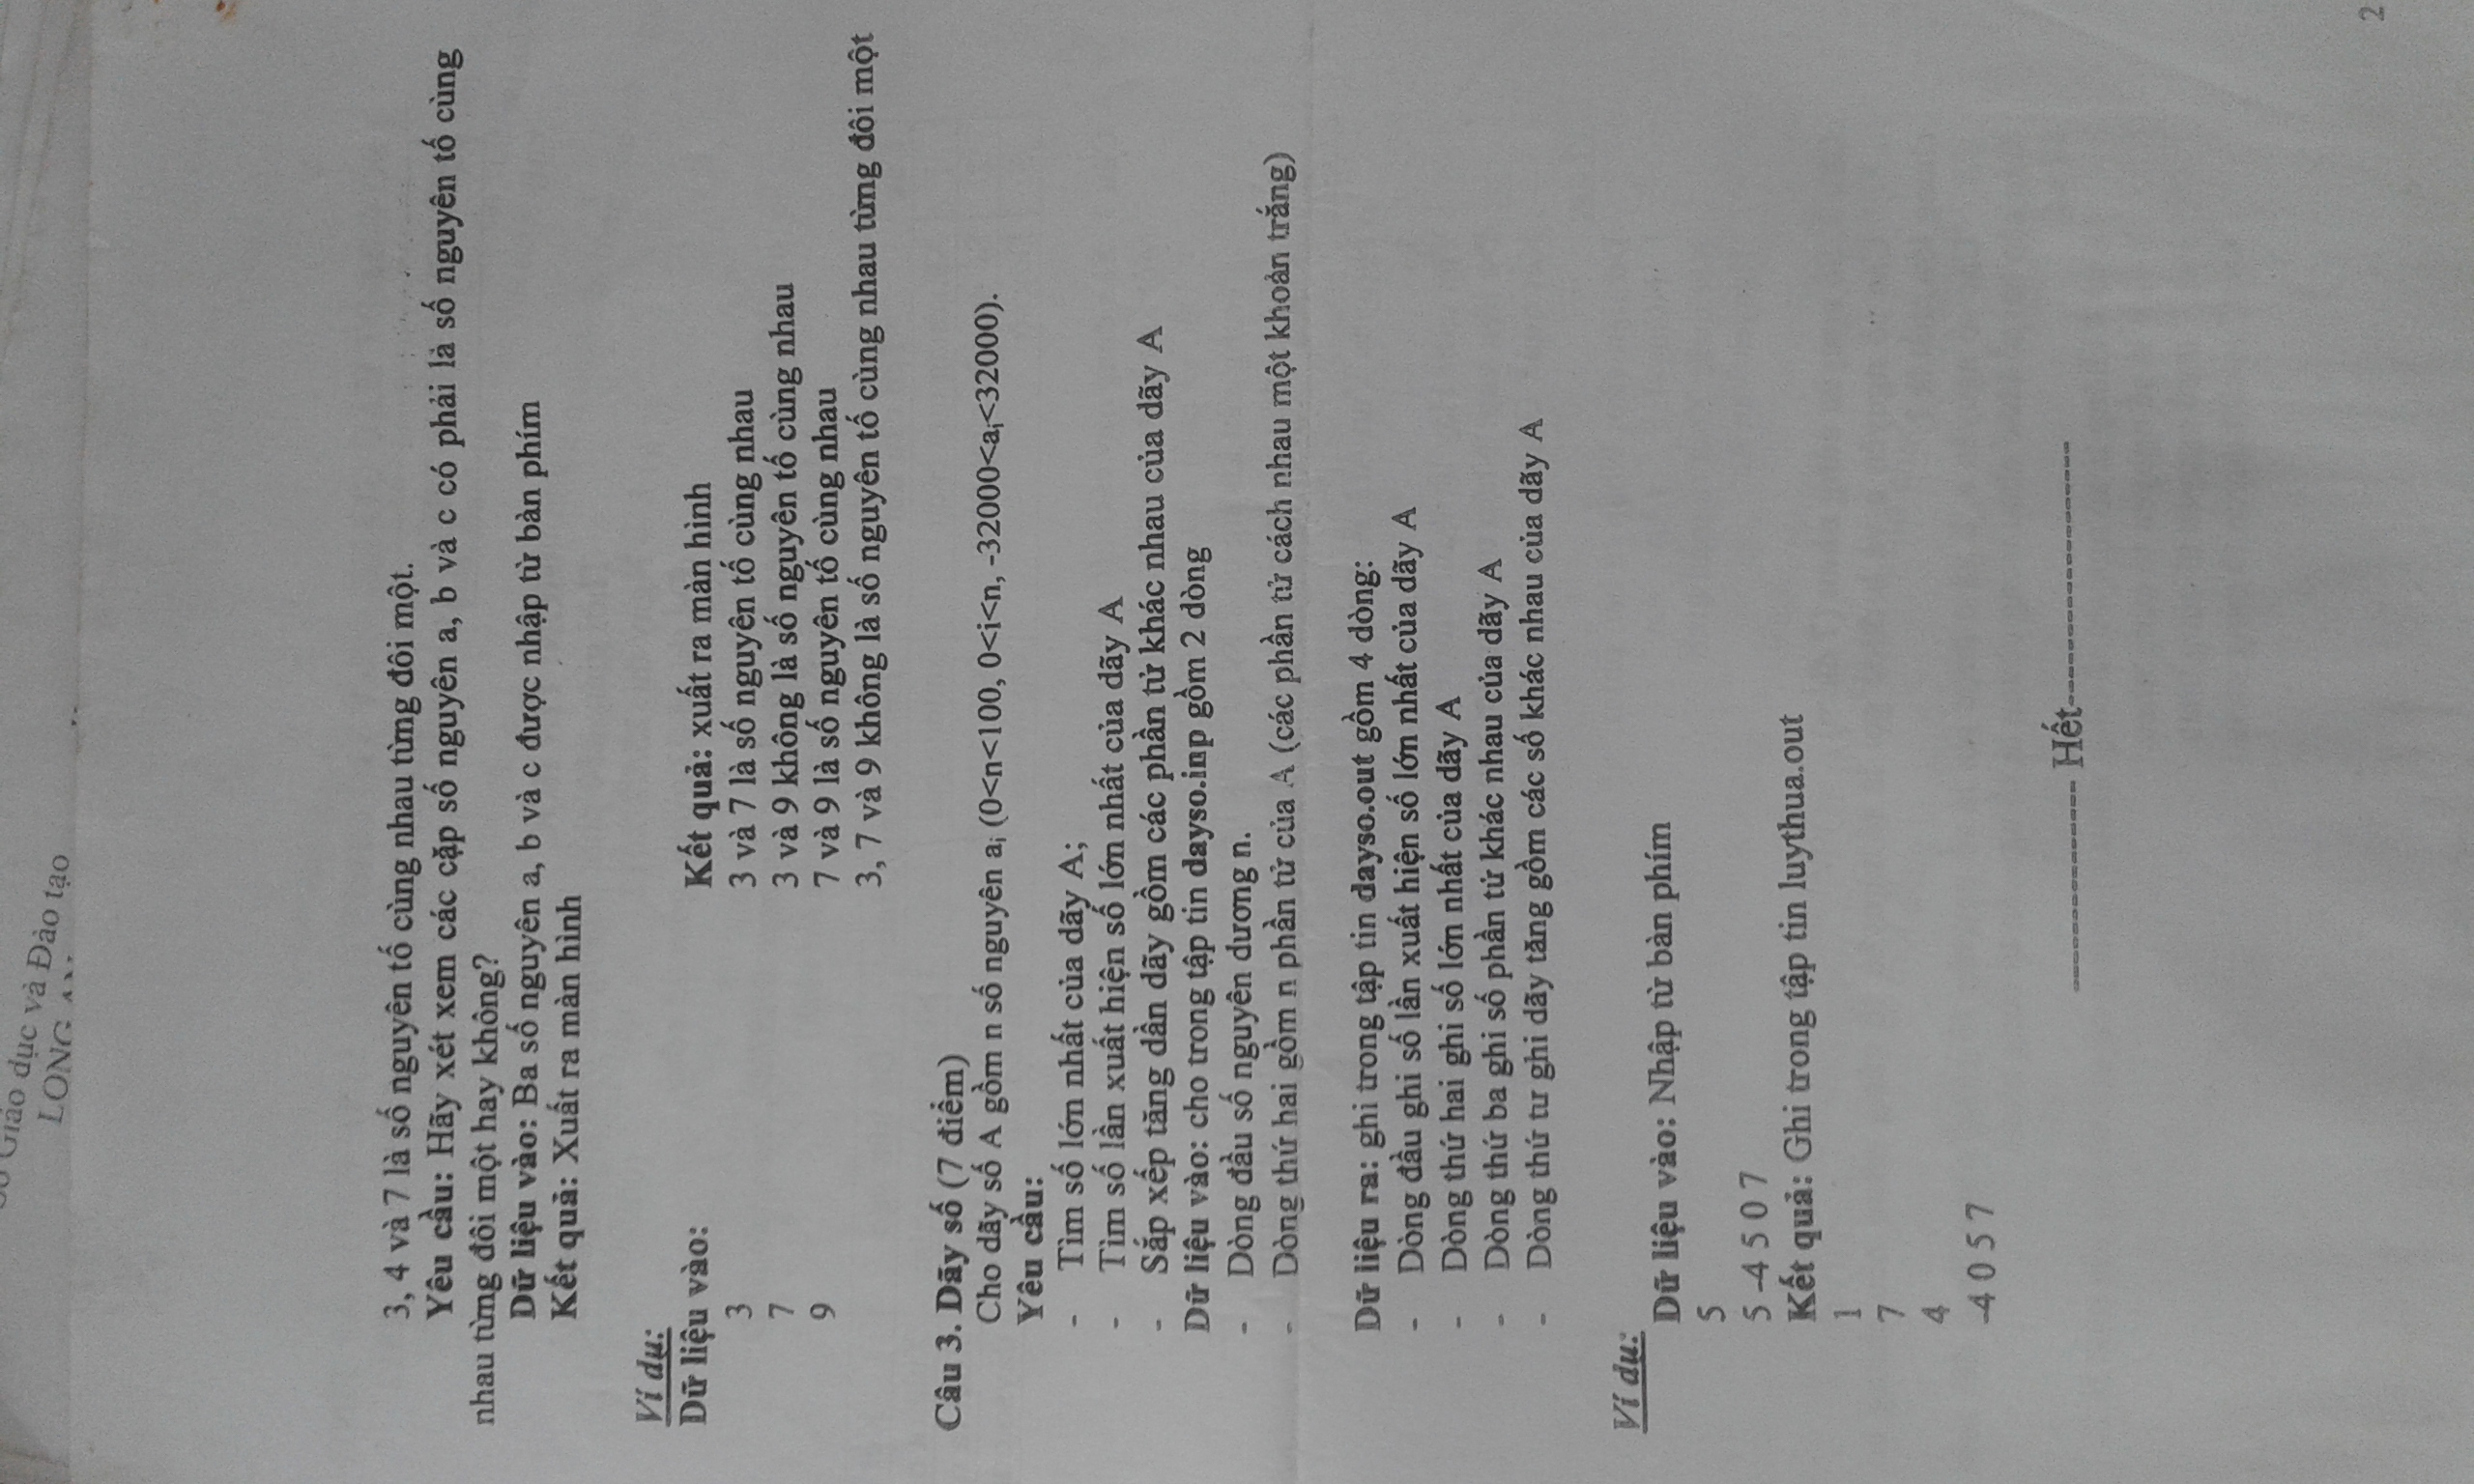 Giáo dục và Đào tạo
LONG
3, 4 và 7 là số nguyên tố cùng nhau từng đôi một.
Yêu cầu: Hãy xét xem các cặp số nguyên a, b và c có phải là số nguyên tố cùng
nhau từng đôi một hay không?
Dữ liệu vào: Ba số nguyên a, b và c được nhập từ bàn phím
Kết quả: Xuất ra màn hình
Ví dụ:
Dữ liệu vào:
3
7
9
Kết quả: xuất ra màn hình
3 và 7 là số nguyên tố cùng nhau
3 và 9 không là số nguyên tố cùng nhau
7 và 9 là số nguyên tố cùng nhau
3, 7 và 9 không là số nguyên tố cùng nhau từng đôi một
Câu 3. Dãy số (7 điểm)
Cho dãy số A gồm n số nguyên aᵢ (0<n<100, 0<i<n, -32000<aᵢ<32000).
Yêu cầu:
- Tìm số lớn nhất của dãy A;
- Tìm số lần xuất hiện số lớn nhất của dãy A
- Sắp xếp tăng dần dãy gồm các phần tử khác nhau của dãy A
Dữ liệu vào: cho trong tập tin dayso.inp gồm 2 dòng
- Dòng đầu số nguyên dương n.
- Dòng thứ hai gồm n phần tử của A (các phần tử cách nhau một khoản trắng)
Dữ liệu ra: ghi trong tập tin dayso.out gồm 4 dòng:
- Dòng đầu ghi số lần xuất hiện số lớn nhất của dãy A
- Dòng thứ hai ghi số lớn nhất của dãy A
- Dòng thứ ba ghi số phần tử khác nhau của dãy A
- Dòng thứ tư ghi dãy tăng gồm các số khác nhau của dãy A
Ví dụ:
Dữ liệu vào: Nhập từ bàn phím
5
5 -4 5 0 7
Kết quả: Ghi trong tập tin luythua.out
1
7
4
-4 0 5 7
---------------- Hết--------------------
2